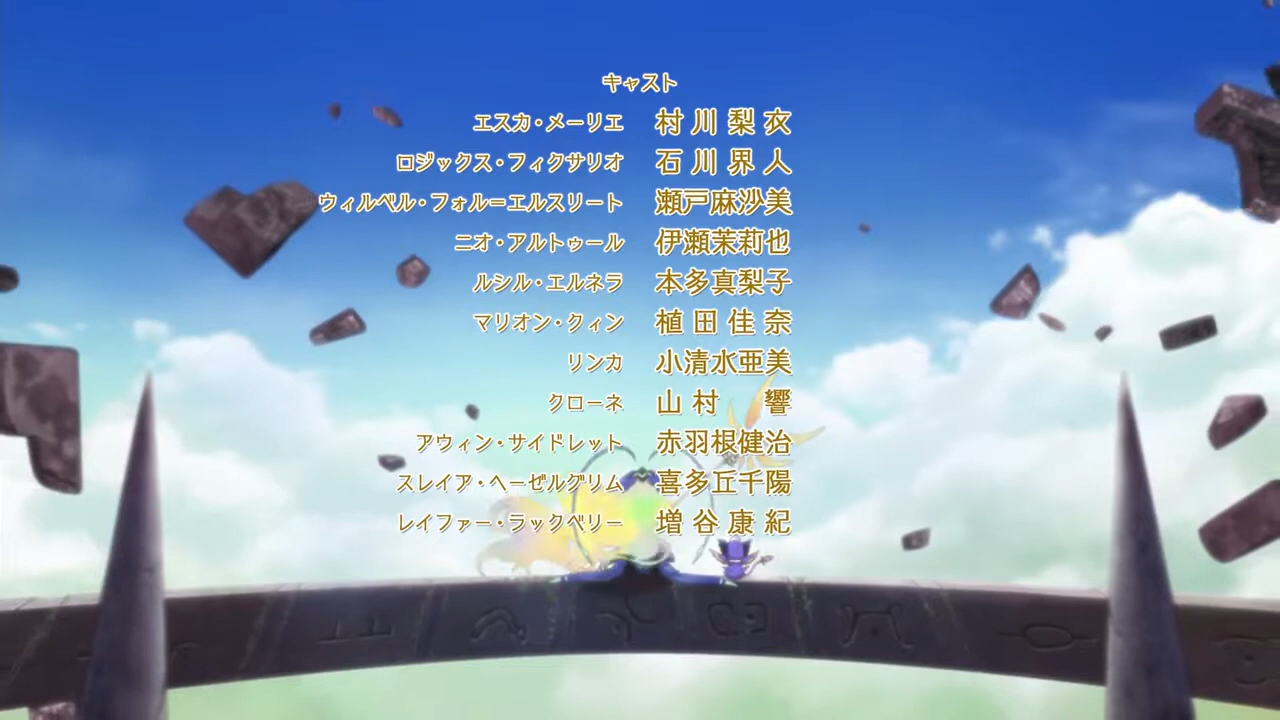 キャスト
エスカ・メーリエ 村川梨衣
ロジックス・フィクサリオ 石川界人
ウィルベル・フォル＝エルスリート 瀬戸麻沙美
ニオ・アルトゥール 伊瀬茉莉也
ルシル・エルネラ 本多真梨子
マリオン・クィン 植田佳奈
リンカ 小清水亜美
クローネ 山村 響
アウィン・サイドレット 赤羽根健治
スレイア・ヘーゼルグリム 喜多丘千陽
レイファー・ラックベリー 増谷康紀